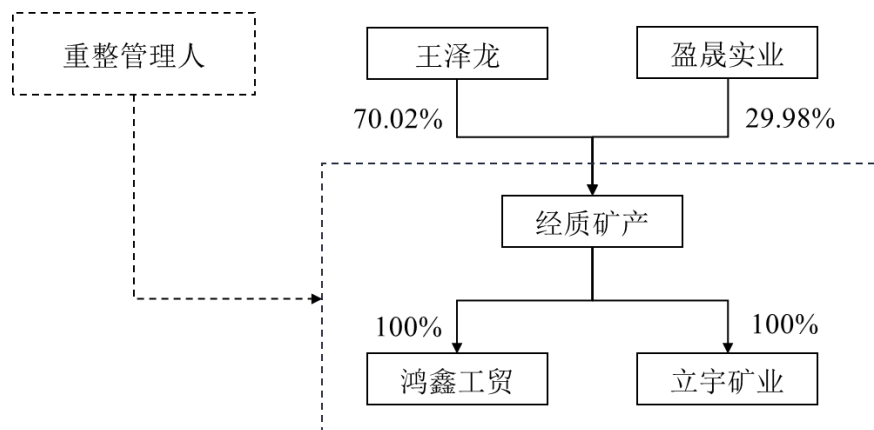 重整管理人
王泽龙
盈晟实业
70.02%
29.98%
经质矿产
100%
100%
鸿鑫工贸
立宇矿业